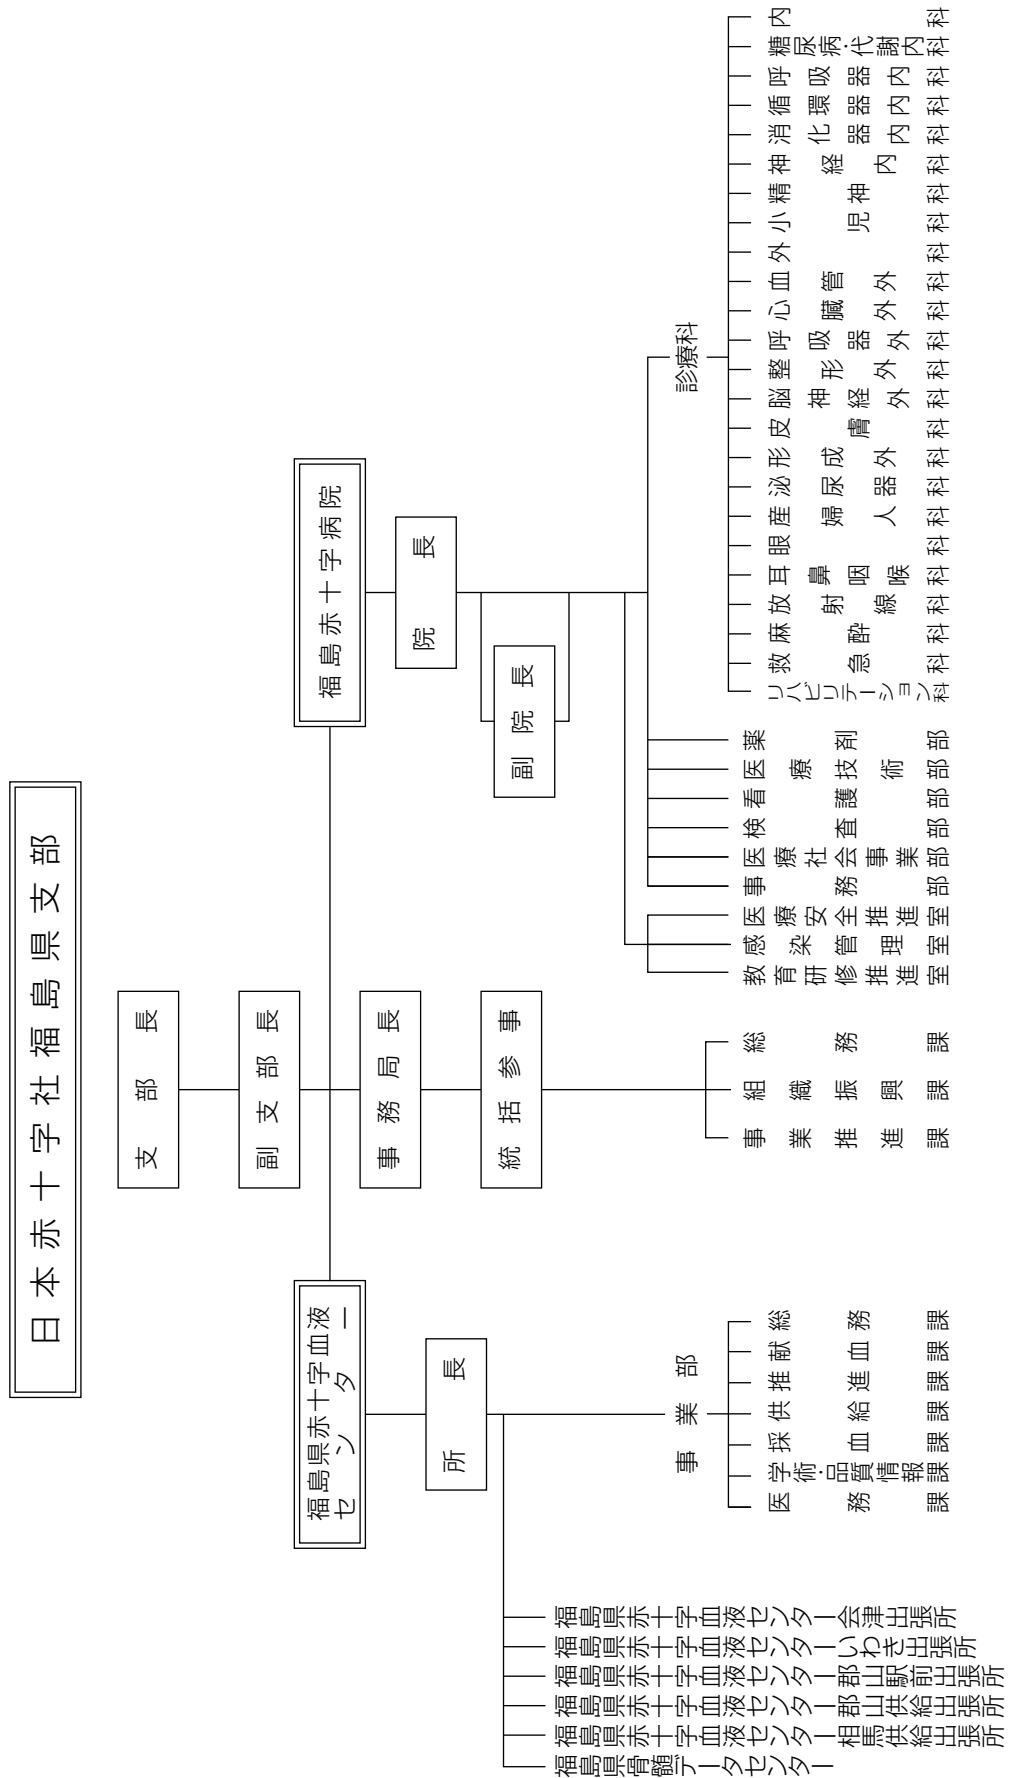 日本赤十字社福島県支部
支部長
副支部長
事務局長
統括参事
総務課
組織振興課
事業推進課
福島赤十字病院
院長
副院長
診療科
内科
糖尿病・代謝内科
呼吸器内科
循環器内科
消化器内科
神経内科
精神科
小児科
外科
血管外科
心臓外科
呼吸器外科
整形外科
脳神経外科
皮膚科
形成外科
泌尿器科
産婦人科
眼科
耳鼻咽喉科
放射線科
麻酔科
救急科
リハビリテーション科
薬剤部
医療技術部
看護部
検査部
医療社会事業部
事務部
医療安全推進室
感染管理室
教育研修推進室
福島県赤十字血液
センター
所長
事業部
総務課
献血課
推進課
供給課
採血課
学術・品質情報課
医務課
福島県赤十字血液センター会津出張所
福島県赤十字血液センターいわき出張所
福島県赤十字血液センター郡山駅前出張所
福島県赤十字血液センター郡山供給出張所
福島県赤十字血液センター相馬供給出張所
福島県骨髄データセンター